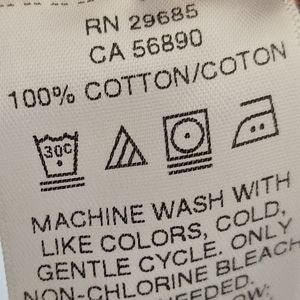 RN 29685
CA 56890
100% COTTON/COTON
30C
MACHINE WASH WITH
LIKE COLORS, COLD,
GENTLE CYCLE. ONLY
NON-CHLORINE BLEACH
NEEDED.